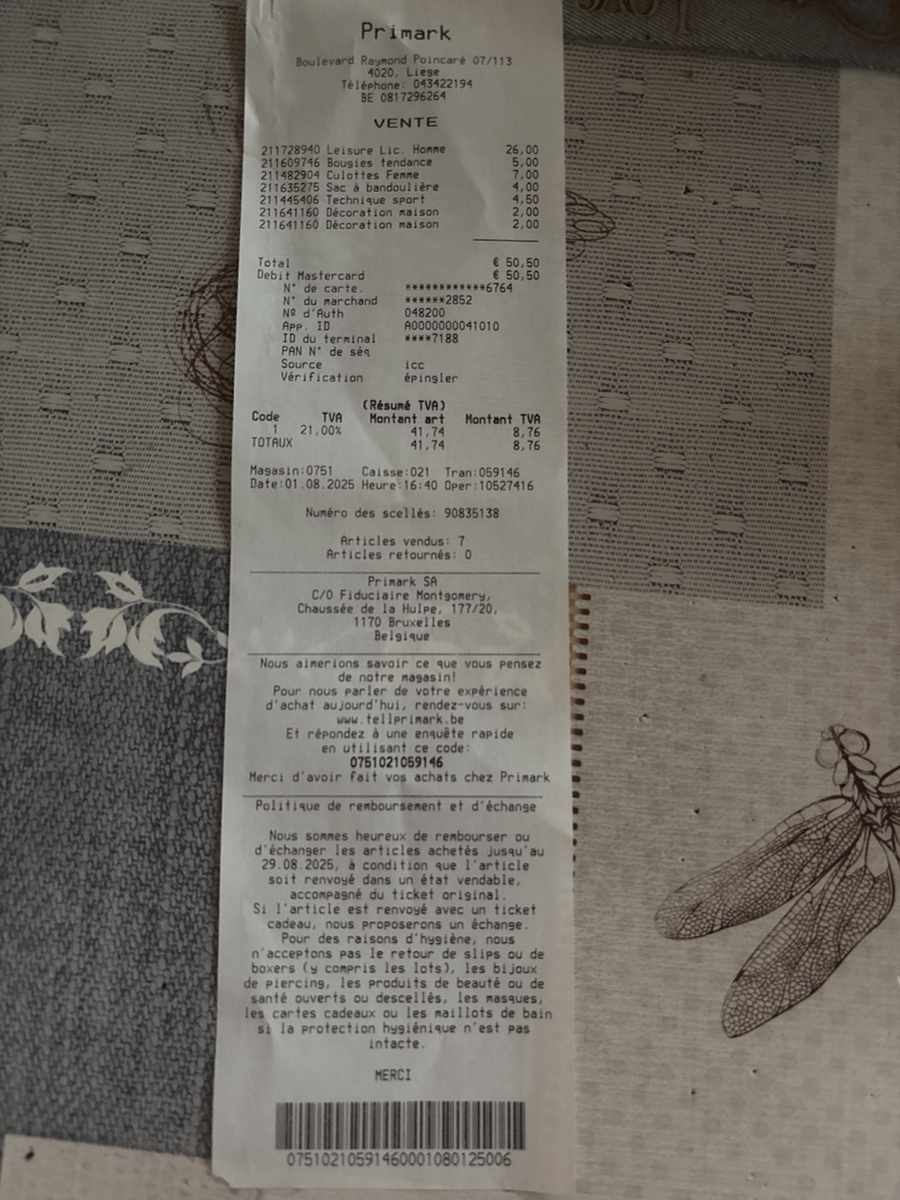 Primark
Boulevard Raymond Poincaré 07/113
4020, Liege
Téléphone: 043422194
BE 0817296264
VENTE
211728940 Leisure Lic. Homme 26,00
211609746 Bougies tendance 5,00
211482904 Culottes Femme 7,00
211635275 Sac à bandoulière 4,00
211445406 Technique sport 4,50
211641160 Décoration maison 2,00
211641160 Décoration maison 2,00
Total € 50,50
Debit Mastercard € 50,50
N° de carte. ************6764
N° du marchand ******2852
Nº d'Auth 048200
App. ID A0000000041010
ID du terminal ****7188
PAN N° de séq
Source icc
Vérification épingler
(Résumé TVA)
Code TVA Montant art Montant TVA
1 21,00% 41,74 8,76
TOTAUX 41,74 8,76
Magasin:0751 Caisse:021 Tran:059146
Date:01.08.2025 Heure:16:40 Oper:10527416
Numéro des scellés: 90835138
Articles vendus: 7
Articles retournés: 0
Primark SA
C/O Fiduciaire Montgomery,
Chaussée de la Hulpe, 177/20,
1170 Bruxelles
Belgique
Nous aimerions savoir ce que vous pensez
de notre magasin!
Pour nous parler de votre expérience
d'achat aujourd'hui, rendez-vous sur:
www.tellprimark.be
Et répondez à une enquête rapide
en utilisant ce code:
0751021059146
Merci d'avoir fait vos achats chez Primark
Politique de remboursement et d'échange
Nous sommes heureux de rembourser ou
d'échanger les articles achetés jusqu'au
29.08.2025, à condition que l'article
soit renvoyé dans un état vendable,
accompagné du ticket original.
Si l'article est renvoyé avec un ticket
cadeau, nous proposerons un échange.
Pour des raisons d'hygiène, nous
n'acceptons pas le retour de slips ou de
boxers (y compris les lots), les bijoux
de piercing, les produits de beauté ou de
santé ouverts ou descellés, les masques,
les cartes cadeaux ou les maillots de bain
si la protection hygiénique n'est pas
intacte.
MERCI
07510210591460001080125006